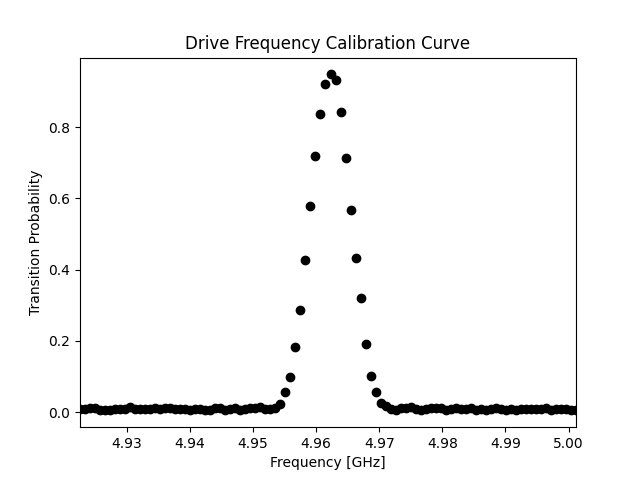 Drive Frequency Calibration Curve
Transition Probability
0.8
0.6
0.4
0.2
0.0
4.93 4.94 4.95 4.96 4.97 4.98 4.99 5.00
Frequency [GHz]